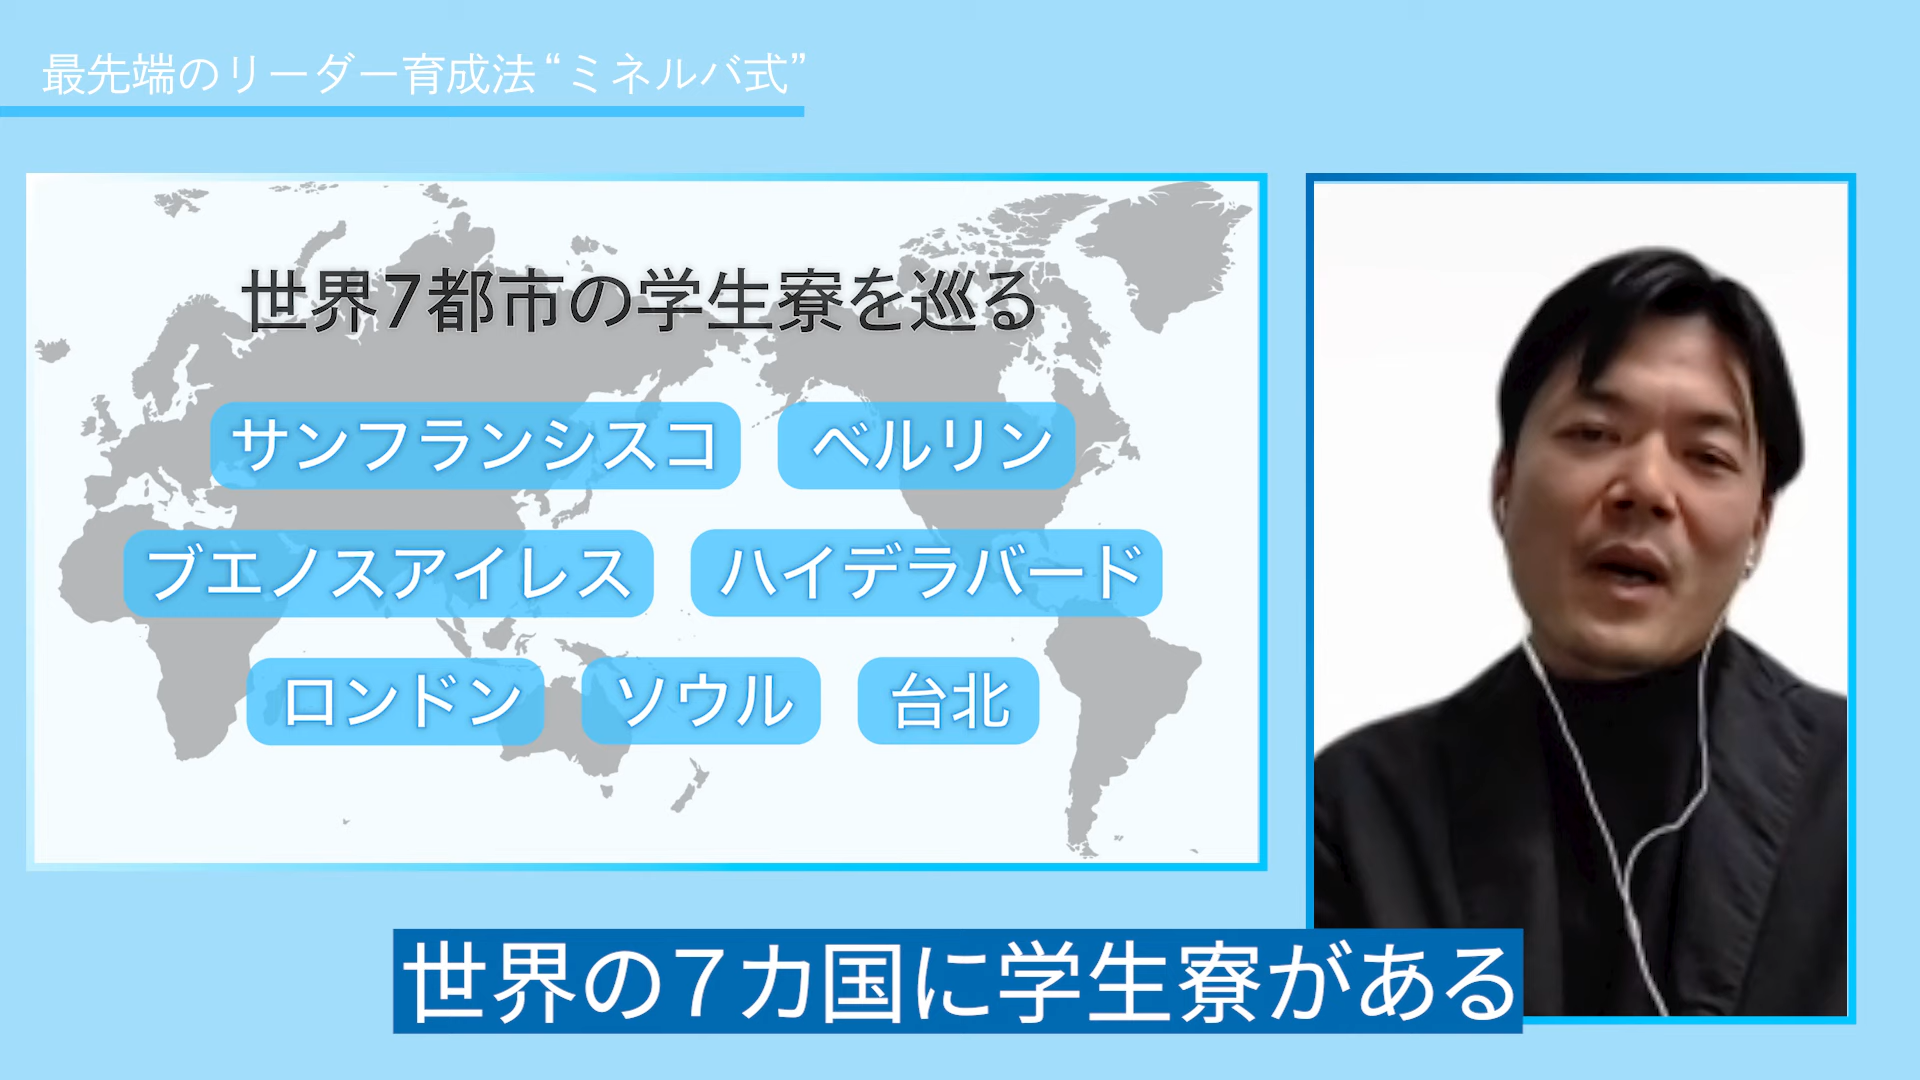 最先端のリーダー育成法“ミネルバ式”
世界7都市の学生寮を巡る
サンフランシスコ ベルリン
ブエノスアイレス ハイデラバード
ロンドン ソウル 台北
世界の7カ国に学生寮がある